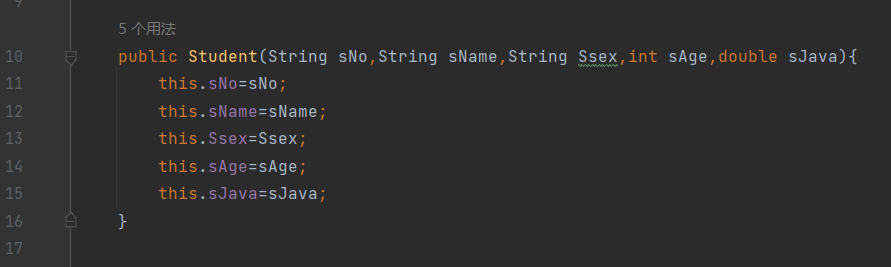 9
5 个用法
10 public Student(String sNo,String sName,String Ssex,int sAge,double sJava){
11 this.sNo=sNo;
12 this.sName=sName;
13 this.Ssex=Ssex;
14 this.sAge=sAge;
15 this.sJava=sJava;
16 }
17